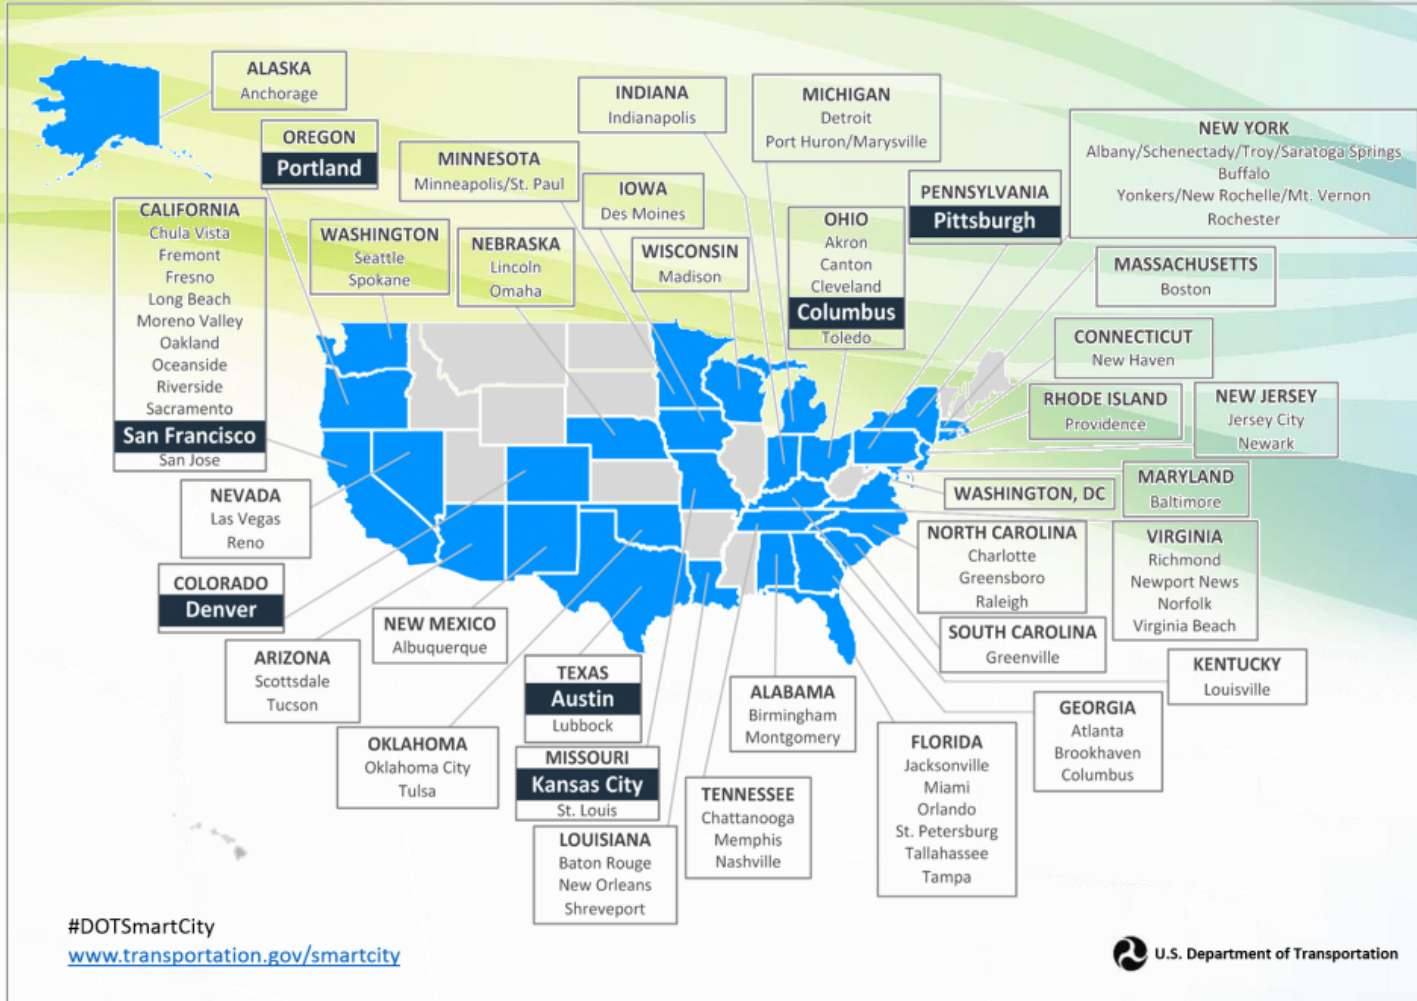 ALASKA
Anchorage
OREGON
Portland
CALIFORNIA
Chula Vista
Fremont
Fresno
Long Beach
Moreno Valley
Oakland
Oceanside
Riverside
Sacramento
San Francisco
San Jose
WASHINGTON
Seattle
Spokane
MINNESOTA
Minneapolis/St. Paul
NEBRASKA
Lincoln
Omaha
INDIANA
Indianapolis
IOWA
Des Moines
WISCONSIN
Madison
MICHIGAN
Detroit
Port Huron/Marysville
OHIO
Akron
Canton
Cleveland
Columbus
Toledo
PENNSYLVANIA
Pittsburgh
NEW YORK
Albany/Schenectady/Troy/Saratoga Springs
Buffalo
Yonkers/New Rochelle/Mt. Vernon
Rochester
MASSACHUSETTS
Boston
CONNECTICUT
New Haven
RHODE ISLAND
Providence
NEW JERSEY
Jersey City
Newark
MARYLAND
Baltimore
WASHINGTON, DC
NEVADA
Las Vegas
Reno
COLORADO
Denver
ARIZONA
Scottsdale
Tucson
NEW MEXICO
Albuquerque
OKLAHOMA
Oklahoma City
Tulsa
TEXAS
Austin
Lubbock
MISSOURI
Kansas City
St. Louis
LOUISIANA
Baton Rouge
New Orleans
Shreveport
TENNESSEE
Chattanooga
Memphis
Nashville
ALABAMA
Birmingham
Montgomery
FLORIDA
Jacksonville
Miami
Orlando
St. Petersburg
Tallahassee
Tampa
NORTH CAROLINA
Charlotte
Greensboro
Raleigh
SOUTH CAROLINA
Greenville
VIRGINIA
Richmond
Newport News
Norfolk
Virginia Beach
KENTUCKY
Louisville
GEORGIA
Atlanta
Brookhaven
Columbus
#DOTSmartCity
www.transportation.gov/smartcity
U.S. Department of Transportation